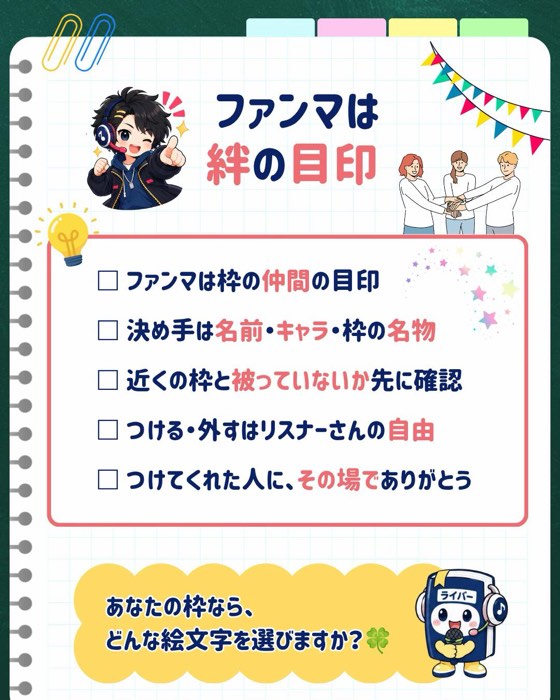 ファンマは
絆の目印
□ ファンマは枠の仲間の目印
□ 決め手は名前・キャラ・枠の名物
□ 近くの枠と被っていないか先に確認
□ つける・外すはリスナーさんの自由
□ つけてくれた人に、その場でありがとう
あなたの枠なら、
どんな絵文字を選びますか?🍀
ライバー